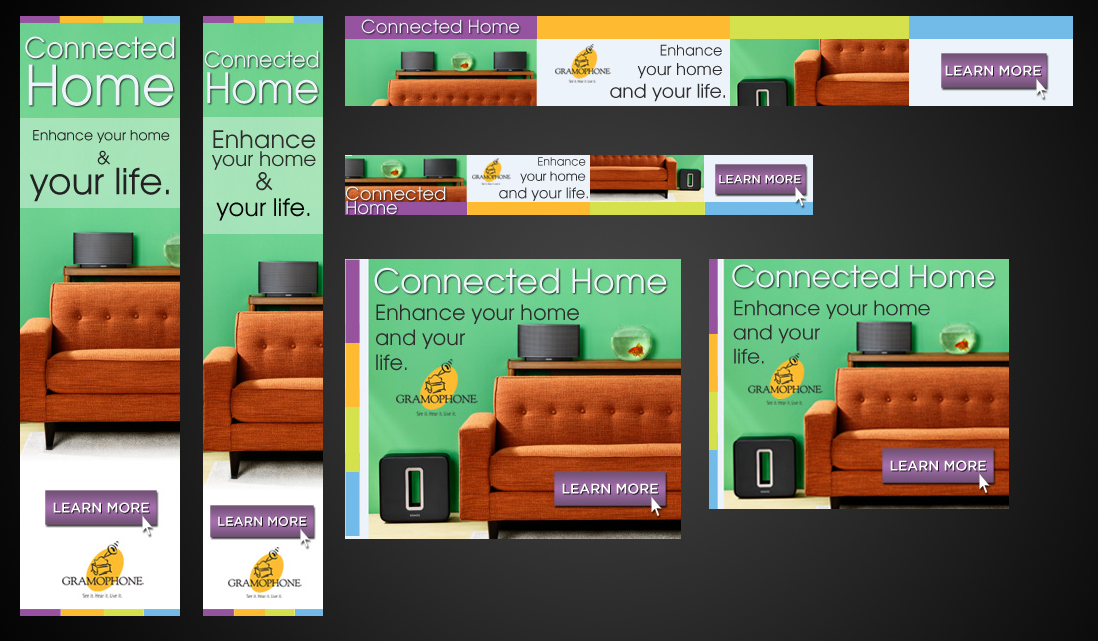 Connected
Home
Enhance your home
&
your life.
LEARN MORE
GRAMOPHONE
See it. Hear it. Live it.
Connected
Home
Enhance
your home
&
your life.
LEARN MORE
GRAMOPHONE
See it. Hear it. Live it.
Connected Home
GRAMOPHONE
See it. Hear it. Live it.
Enhance
your home
and your life.
LEARN MORE
Connected
Home
GRAMOPHONE
See it. Hear it. Live it.
Enhance
your home
and your life.
LEARN MORE
Connected Home
Enhance your home
and your
life.
GRAMOPHONE
See it. Hear it. Live it.
LEARN MORE
Connected Home
Enhance your home
and your
life.
GRAMOPHONE
See it. Hear it. Live it.
LEARN MORE